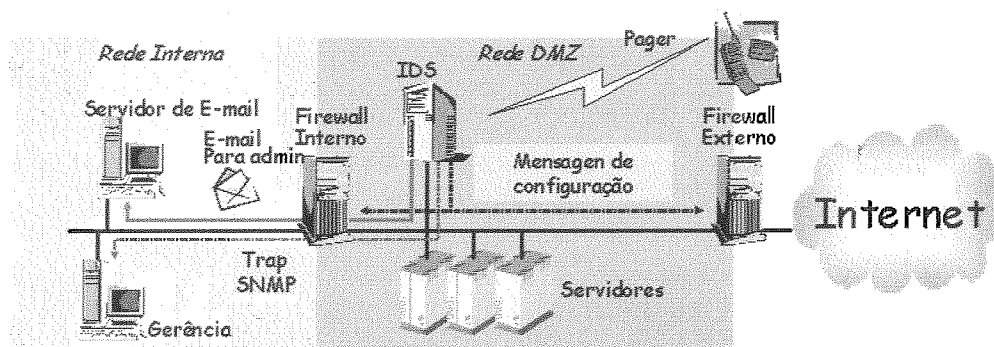 Rede Interna
Rede DMZ
Pager
IDS
Servidor de E-mail
E-mail
Para admin
Firewall
Interno
Firewall
Externo
Mensagen de
configuração
Internet
Trap
SNMP
Servidores
Gerência